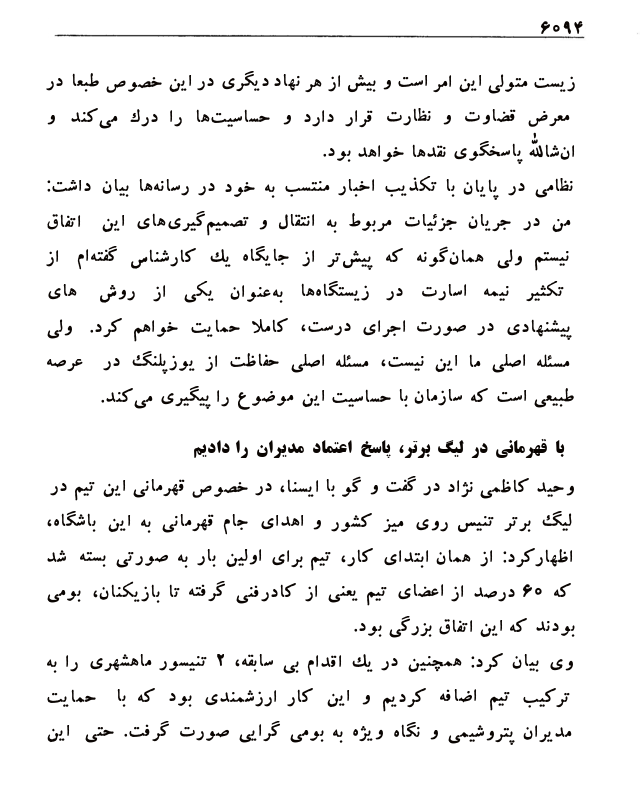 ۶۰۹۴
زیست متولی این امر است و بیش از هر نهاد دیگری در این خصوص طبعا در
معرض قضاوت و نظارت قرار دارد و حساسیت‌ها را درك می‌کند و
ان‌شالله پاسخگوی نقدها خواهد بود.
نظامی در پایان با تکذیب اخبار منتسب به خود در رسانه‌ها بیان داشت:
من در جریان جزئیات مربوط به انتقال و تصمیم‌گیری‌های این اتفاق
نیستم ولی همان‌گونه که پیش‌تر از جایگاه یك کارشناس گفته‌ام از
تکثیر نیمه اسارت در زیستگاه‌ها به‌عنوان یکی از روش های
پیشنهادی در صورت اجرای درست، کاملا حمایت خواهم کرد. ولی
مسئله اصلی ما این نیست، مسئله اصلی حفاظت از یوزپلنگ در عرصه
طبیعی است که سازمان با حساسیت این موضوع را پیگیری می‌کند.
با قهرمانی در لیگ برتر، پاسخ اعتماد مدیران را دادیم
وحید کاظمی نژاد در گفت و گو با ایسنا، در خصوص قهرمانی این تیم در
لیگ برتر تنیس روی میز کشور و اهدای جام قهرمانی به این باشگاه،
اظهارکرد: از همان ابتدای کار، تیم برای اولین بار به صورتی بسته شد
که ۶۰ درصد از اعضای تیم یعنی از کادرفنی گرفته تا بازیکنان، بومی
بودند که این اتفاق بزرگی بود.
وی بیان کرد: همچنین در یك اقدام بی سابقه، ۲ تنیسور ماهشهری را به
ترکیب تیم اضافه کردیم و این کار ارزشمندی بود که با حمایت
مدیران پتروشیمی و نگاه ویژه به بومی گرایی صورت گرفت. حتی این